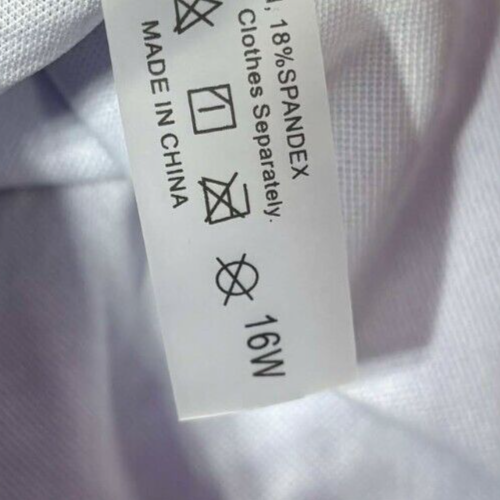 , 18%SPANDEX
Clothes Separately.
MADE IN CHINA
16W